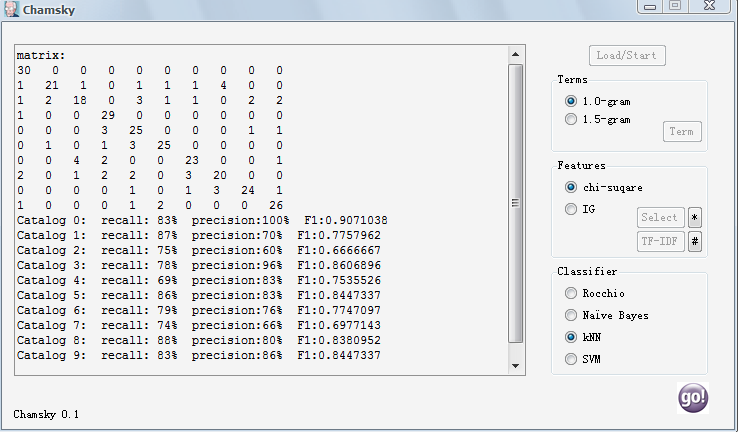 Chamsky
matrix:
30 0 0 0 0 0 0 0 0 0
1 21 1 0 1 1 1 4 0 0
1 2 18 0 3 1 1 0 2 2
1 0 0 29 0 0 0 0 0 0
0 0 0 3 25 0 0 0 1 1
0 1 0 1 3 25 0 0 0 0
0 0 4 2 0 0 23 0 0 1
2 0 1 2 2 0 3 20 0 0
0 0 0 0 1 0 1 3 24 1
1 0 0 0 1 2 0 0 0 26
Catalog 0: recall: 83% precision:100% F1:0.9071038
Catalog 1: recall: 87% precision:70% F1:0.7757962
Catalog 2: recall: 75% precision:60% F1:0.6666667
Catalog 3: recall: 78% precision:96% F1:0.8606896
Catalog 4: recall: 69% precision:83% F1:0.7535526
Catalog 5: recall: 86% precision:83% F1:0.8447337
Catalog 6: recall: 79% precision:76% F1:0.7747097
Catalog 7: recall: 74% precision:66% F1:0.6977143
Catalog 8: recall: 88% precision:80% F1:0.8380952
Catalog 9: recall: 83% precision:86% F1:0.8447337
Load/Start
Terms
1.0-gram
1.5-gram
Term
Features
chi-suqare
IG
Select *
TF-IDF #
Classifier
Rocchio
Naïve Bayes
kNN
SVM
go!
Chamsky 0.1